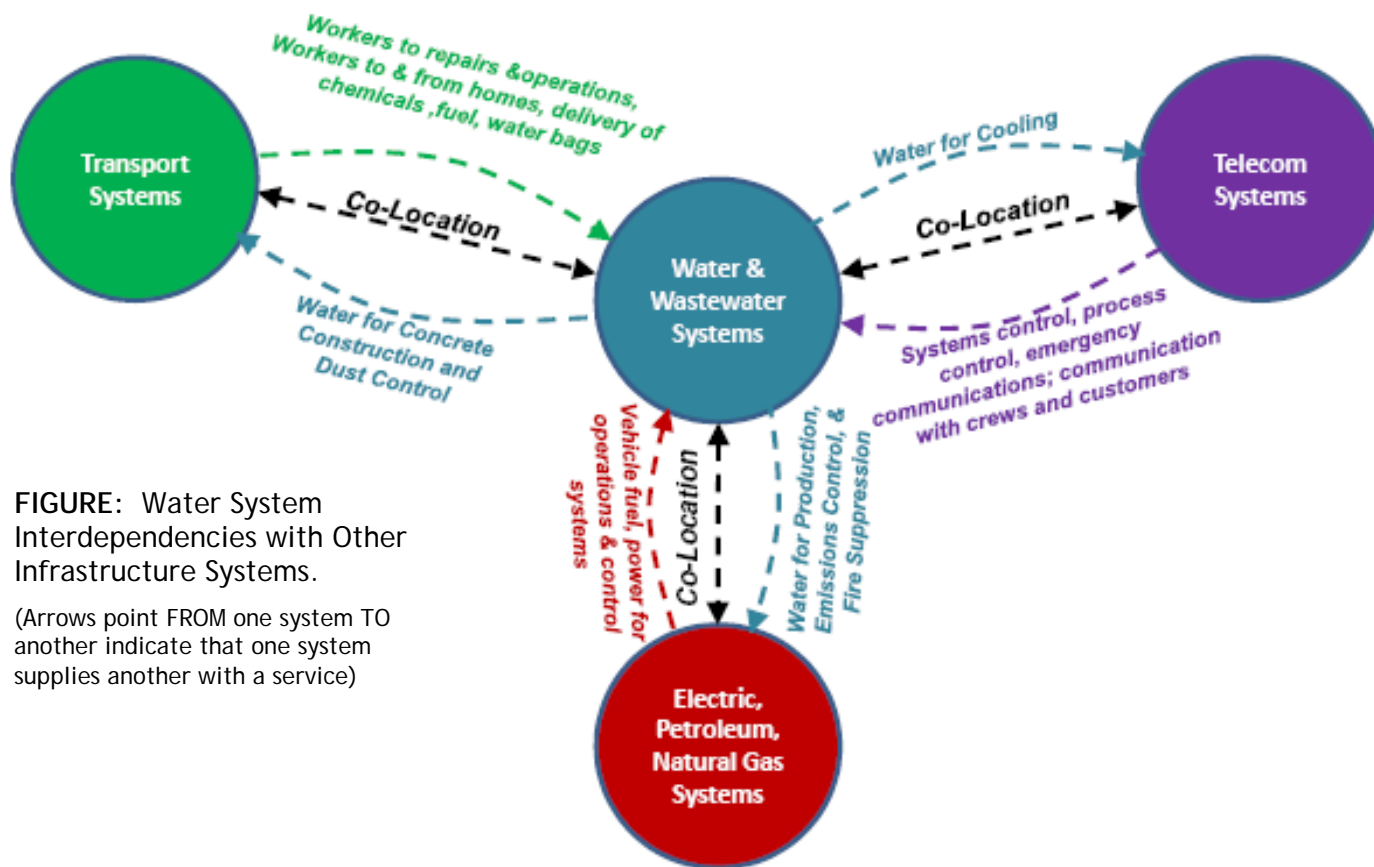 Workers to repairs &operations,
Workers to & from homes, delivery of
chemicals ,fuel, water bags
Transport
Systems
Co-Location
Water for Concrete
Construction and
Dust Control
Water &
Wastewater
Systems
Water for Cooling
Co-Location
Telecom
Systems
Systems control, process
control, emergency
communications; communication
with crews and customers
Vehicle fuel, power for
operations & control
systems
Co-Location
Water for Production,
Emissions Control, &
Fire Suppression
Electric,
Petroleum,
Natural Gas
Systems
FIGURE: Water System
Interdependencies with Other
Infrastructure Systems.
(Arrows point FROM one system TO
another indicate that one system
supplies another with a service)